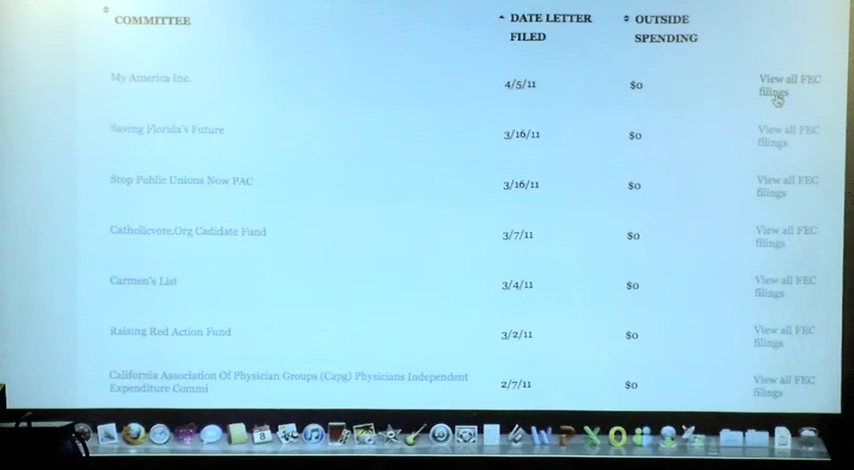 COMMITTEE
DATE LETTER
FILED
OUTSIDE
SPENDING
My America Inc.
4/5/11
$0
View all FEC
filings
Saving Florida's Future
3/16/11
$0
View all FEC
filings
Stop Public Unions Now PAC
3/16/11
$0
View all FEC
filings
Catholicvote.Org Cadidate Fund
3/7/11
$0
View all FEC
filings
Carmen's List
3/4/11
$0
View all FEC
filings
Raising Red Action Fund
3/2/11
$0
View all FEC
filings
California Association Of Physician Groups (Capg) Physicians Independent
Expenditure Commi
2/7/11
$0
View all FEC
filings
8